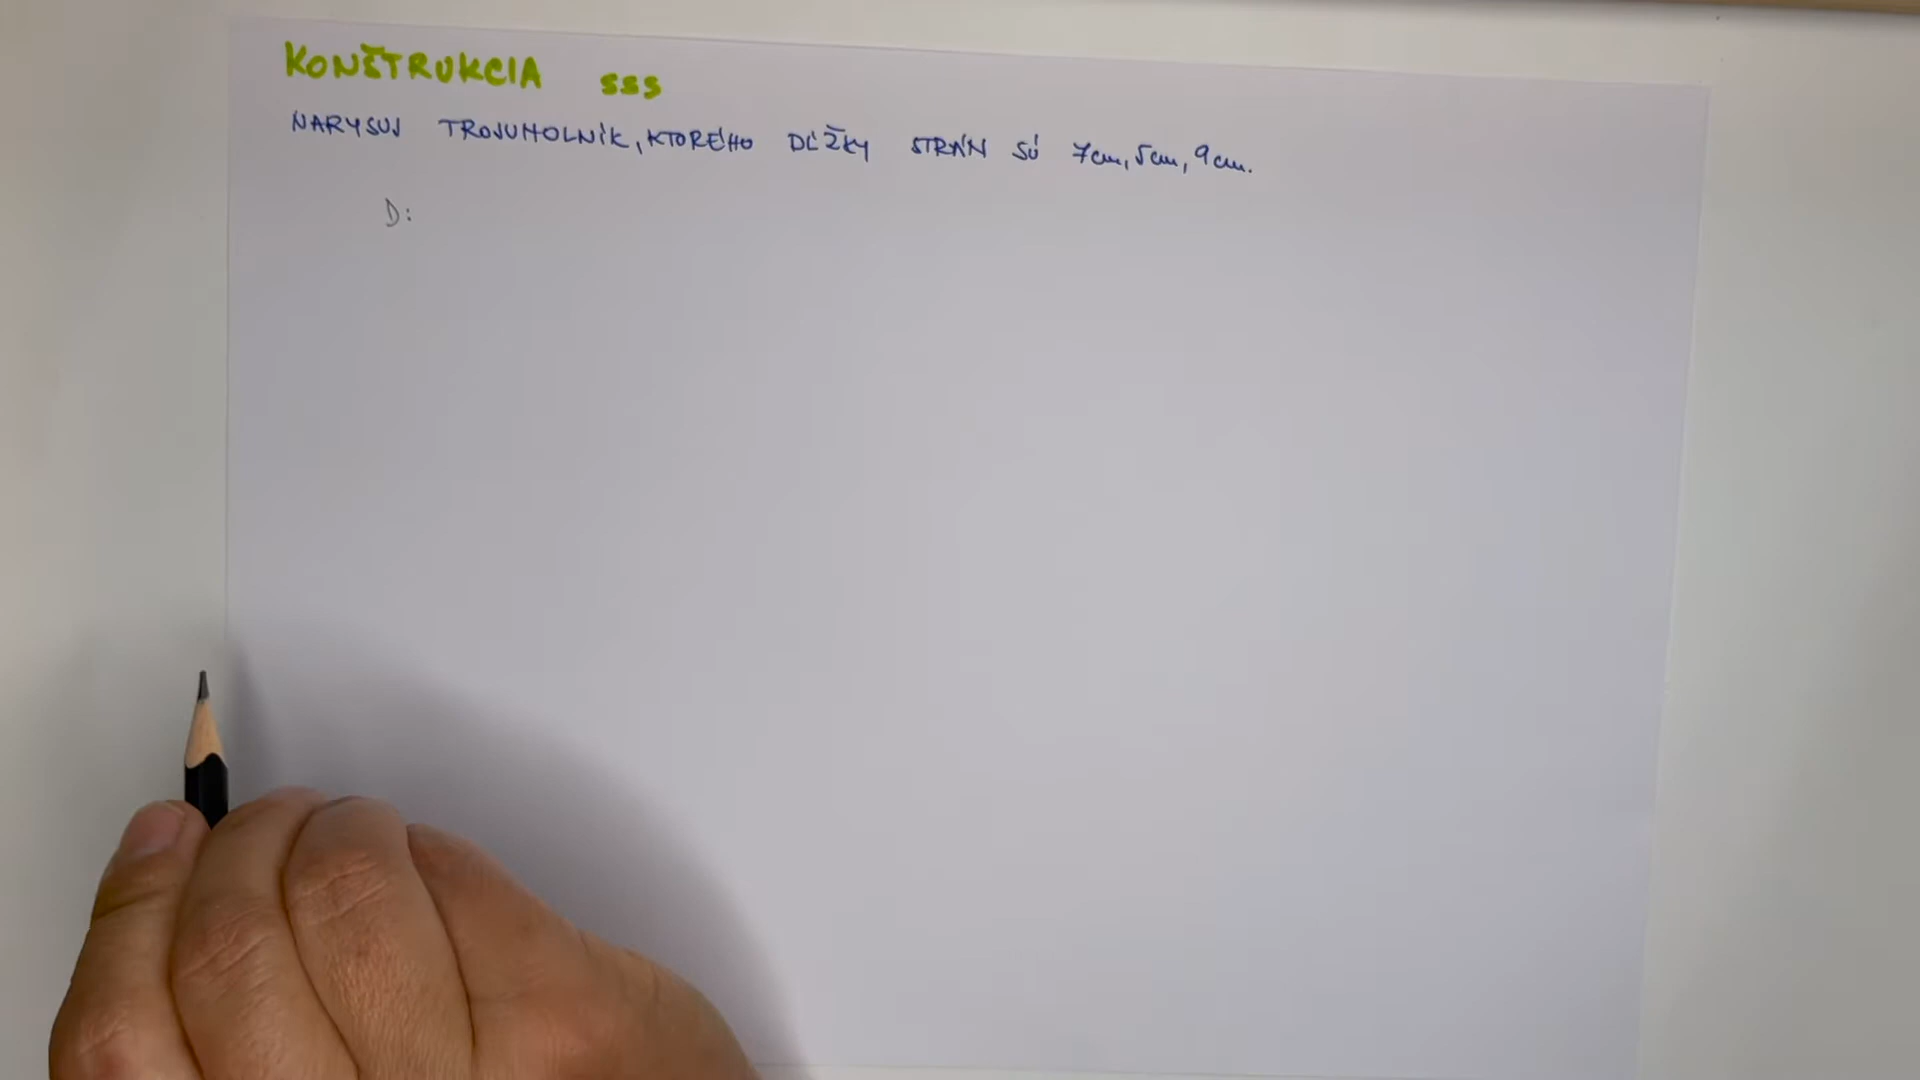 KONŠTRUKCIA sss
NARYSUJ TROJUHOLNÍK, KTORÉHO DĹŽKY STRÁN SÚ 7cm, 5cm, 9cm.
D: